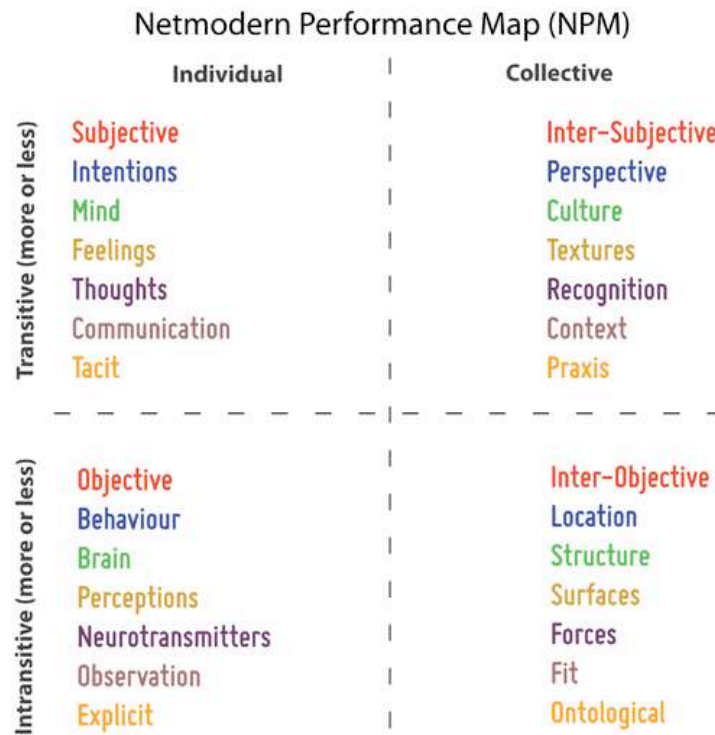 Netmodern Performance Map (NPM)
Individual
Collective
Transitive (more or less)
Subjective
Intentions
Mind
Feelings
Thoughts
Communication
Tacit
Inter-Subjective
Perspective
Culture
Textures
Recognition
Context
Praxis
Intransitive (more or less)
Objective
Behaviour
Brain
Perceptions
Neurotransmitters
Observation
Explicit
Inter-Objective
Location
Structure
Surfaces
Forces
Fit
Ontological